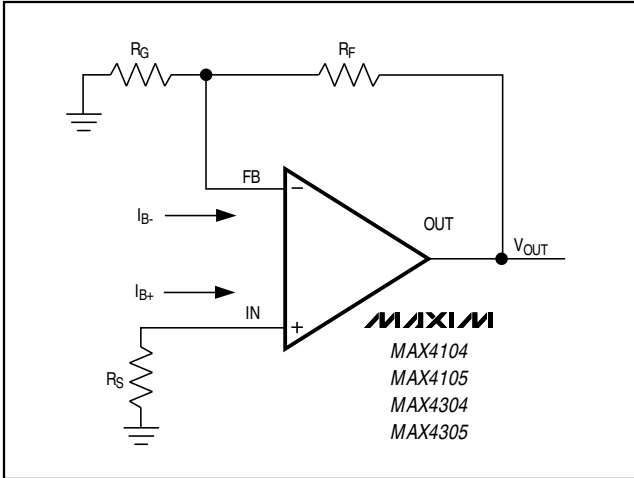 RG
RF
FB
−
IB-
OUT
VOUT
IB+
IN
+
MAXIM
RS
MAX4104
MAX4105
MAX4304
MAX4305